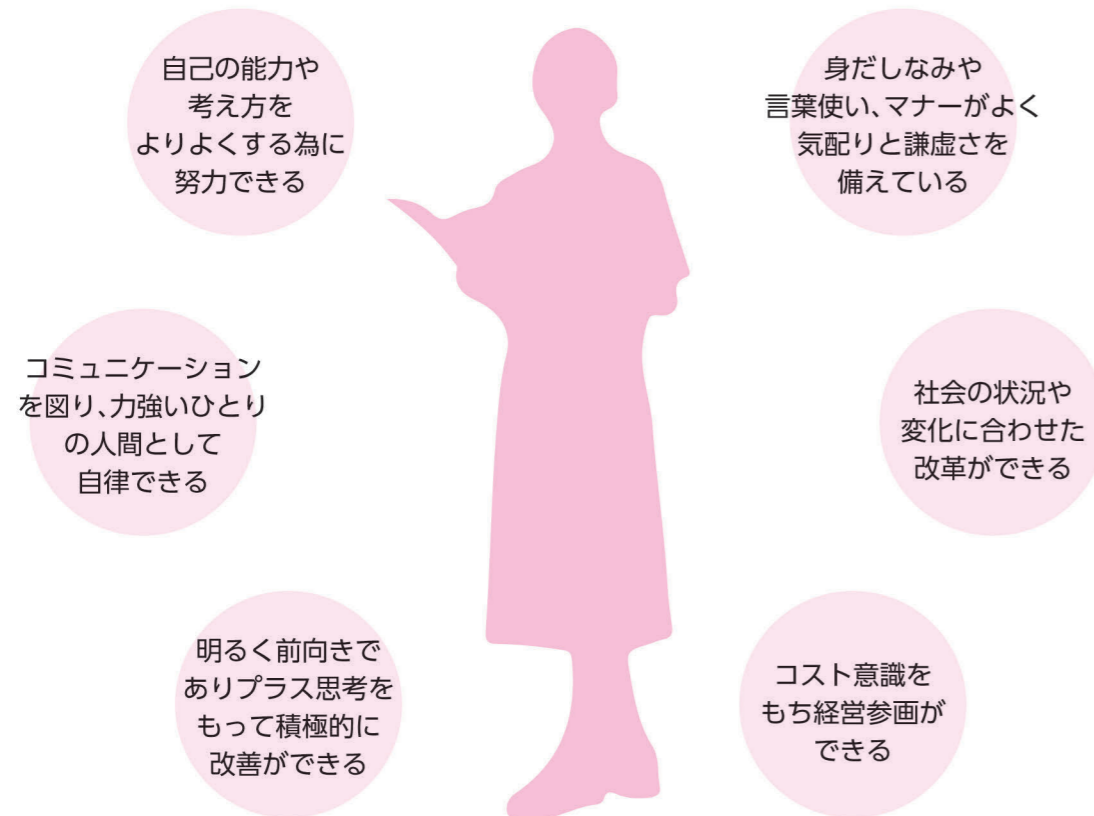 自己の能力や
考え方を
よりよくする為に
努力できる
身だしなみや
言葉使い、マナーがよく
気配りと謙虚さを
備えている
コミュニケーション
を図り、力強いひとり
の人間として
自律できる
社会の状況や
変化に合わせた
改革ができる
明るく前向きで
ありプラス思考を
もって積極的に
改善ができる
コスト意識を
もち経営参画が
できる